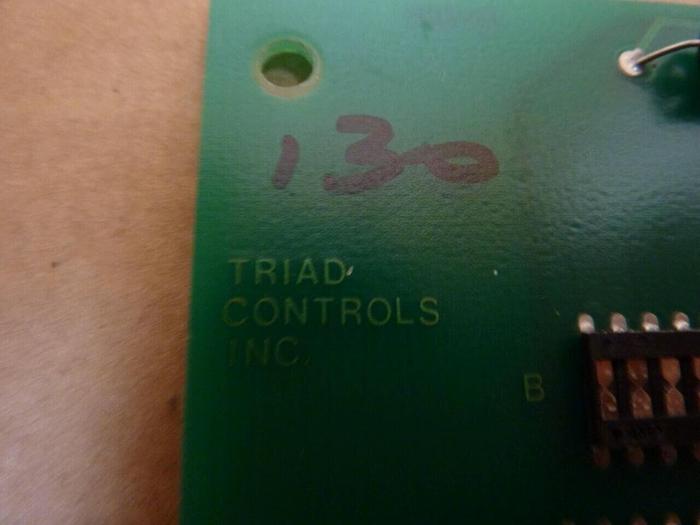 130
TRIAD
CONTROLS
INC.
B